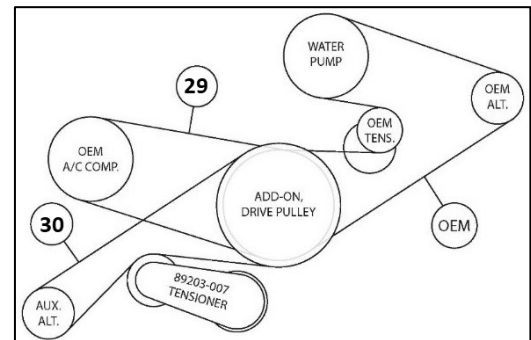 WATER
PUMP
29
OEM
ALT.
OEM
TENS.
OEM
A/C COMP.
ADD-ON,
DRIVE PULLEY
30
OEM
89203-007
TENSIONER
AUX.
ALT.